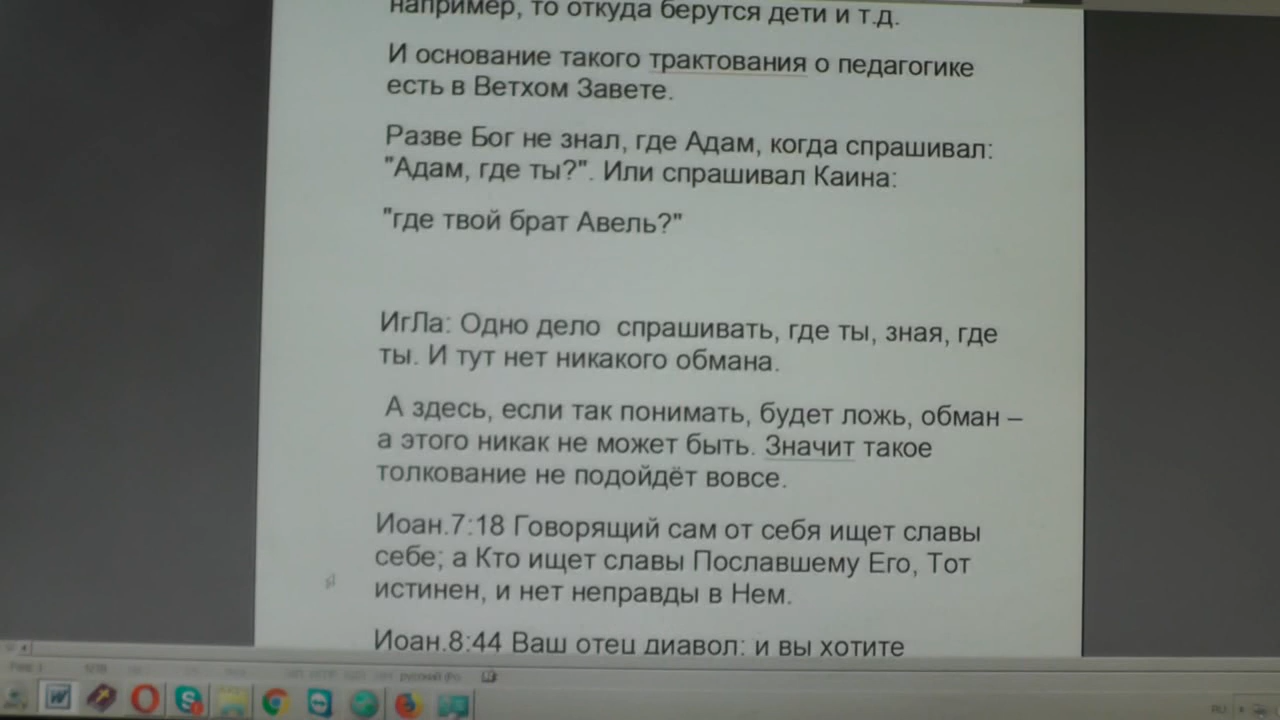 например, то откуда берутся дети и т.д.
И основание такого трактования о педагогике
есть в Ветхом Завете.
Разве Бог не знал, где Адам, когда спрашивал:
"Адам, где ты?". Или спрашивал Каина:
"где твой брат Авель?"
ИгЛа: Одно дело  спрашивать, где ты, зная, где
ты. И тут нет никакого обмана.
А здесь, если так понимать, будет ложь, обман –
а этого никак не может быть. Значит такое
толкование не подойдёт вовсе.
Иоан.7:18 Говорящий сам от себя ищет славы
себе; а Кто ищет славы Пославшему Его, Тот
истинен, и нет неправды в Нем.
Иоан.8:44 Ваш отец диавол; и вы хотите
русский (Ро
RU